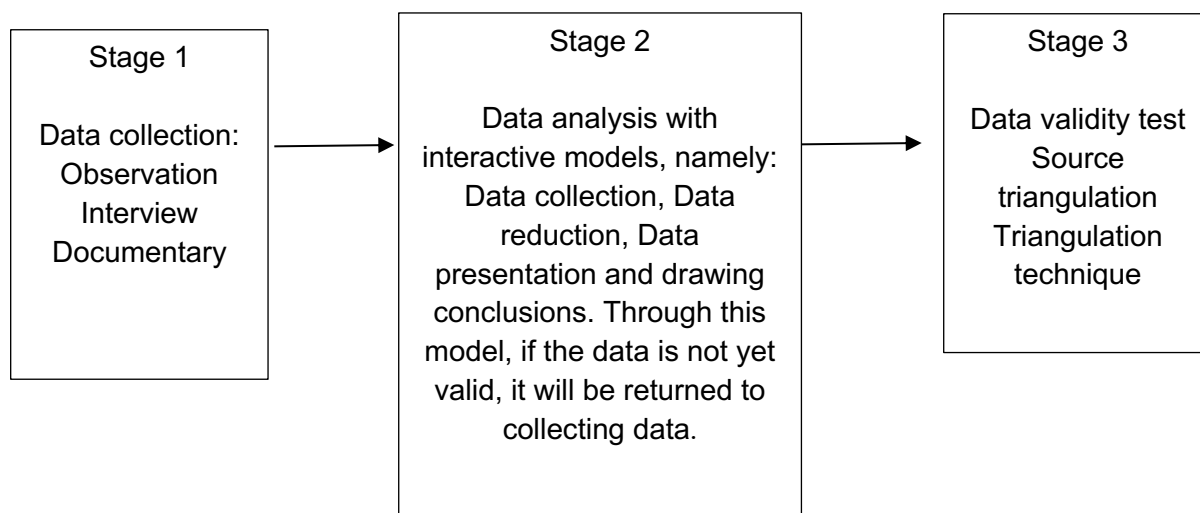 Stage 1
Data collection:
Observation
Interview
Documentary
Stage 2
Data analysis with
interactive models, namely:
Data collection, Data
reduction, Data
presentation and drawing
conclusions. Through this
model, if the data is not yet
valid, it will be returned to
collecting data.
Stage 3
Data validity test
Source
triangulation
Triangulation
technique